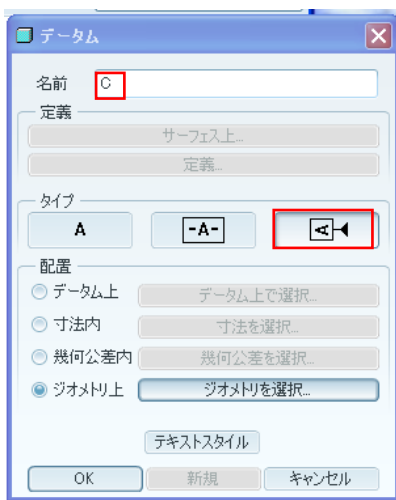 データム
名前 C
定義
サーフェス上...
定義...
タイプ
A -A- A
配置
データム上 データム上で選択...
寸法内 寸法を選択...
幾何公差内 幾何公差を選択...
ジオメトリ上 ジオメトリを選択...
テキストスタイル
OK 新規 キャンセル